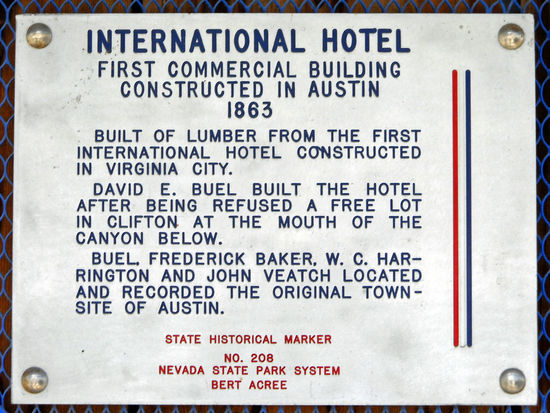 INTERNATIONAL HOTEL
FIRST COMMERCIAL BUILDING
CONSTRUCTED IN AUSTIN
1863
BUILT OF LUMBER FROM THE FIRST
INTERNATIONAL HOTEL CONSTRUCTED
IN VIRGINIA CITY.
DAVID E. BUEL BUILT THE HOTEL
AFTER BEING REFUSED A FREE LOT
IN CLIFTON AT THE MOUTH OF THE
CANYON BELOW.
BUEL, FREDERICK BAKER, W. C. HAR-
RINGTON AND JOHN VEATCH LOCATED
AND RECORDED THE ORIGINAL TOWN-
SITE OF AUSTIN.
STATE HISTORICAL MARKER
NO. 208
NEVADA STATE PARK SYSTEM
BERT ACREE